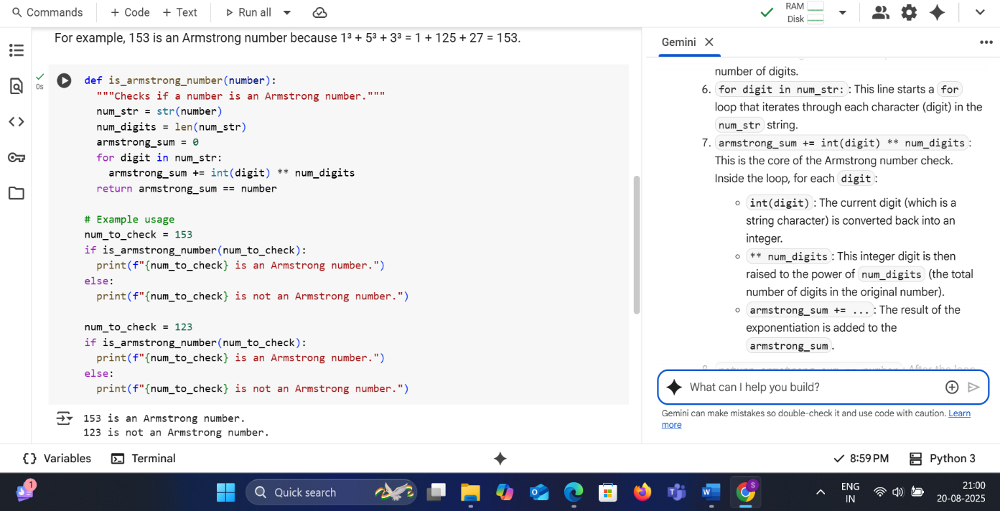 Commands + Code + Text Run all
RAM
Disk
For example, 153 is an Armstrong number because 1³ + 5³ + 3³ = 1 + 125 + 27 = 153.
0s
def is_armstrong_number(number):
"""Checks if a number is an Armstrong number."""
num_str = str(number)
num_digits = len(num_str)
armstrong_sum = 0
for digit in num_str:
armstrong_sum += int(digit) ** num_digits
return armstrong_sum == number
# Example usage
num_to_check = 153
if is_armstrong_number(num_to_check):
print(f"{num_to_check} is an Armstrong number.")
else:
print(f"{num_to_check} is not an Armstrong number.")
num_to_check = 123
if is_armstrong_number(num_to_check):
print(f"{num_to_check} is an Armstrong number.")
else:
print(f"{num_to_check} is not an Armstrong number.")
153 is an Armstrong number.
123 is not an Armstrong number.
Gemini
number of digits.
6. for digit in num_str: : This line starts a for
loop that iterates through each character (digit) in the
num_str string.
7. armstrong_sum += int(digit) ** num_digits :
This is the core of the Armstrong number check.
Inside the loop, for each digit :
int(digit) : The current digit (which is a
string character) is converted back into an
integer.
** num_digits : This integer digit is then
raised to the power of num_digits (the total
number of digits in the original number).
armstrong_sum += ... : The result of the
exponentiation is added to the
armstrong_sum .
What can I help you build?
Gemini can make mistakes so double-check it and use code with caution. Learn
more
{} Variables Terminal
8:59 PM Python 3
1
Quick search
S
ENG
IN
21:00
20-08-2025